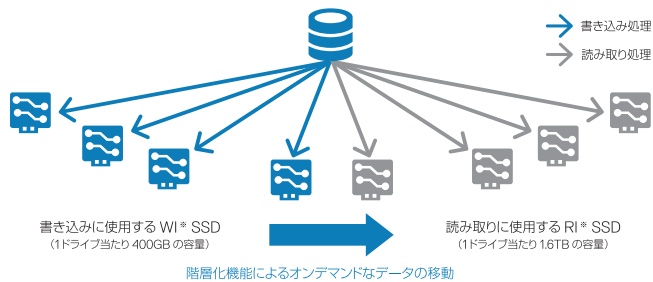 書き込み処理
読み取り処理
書き込みに使用する WI※ SSD
（1ドライブ当たり 400GB の容量）
読み取りに使用する RI※ SSD
（1ドライブ当たり 1.6TB の容量）
階層化機能によるオンデマンドなデータの移動